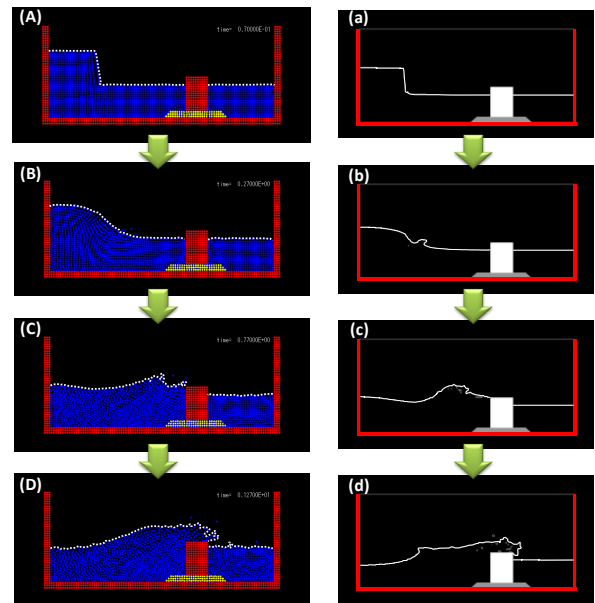 (A)
time= 0.70000E-01
(a)
(B)
time= 0.27000E+00
(b)
(C)
time= 0.77000E+00
(c)
(D)
time= 0.12700E+01
(d)